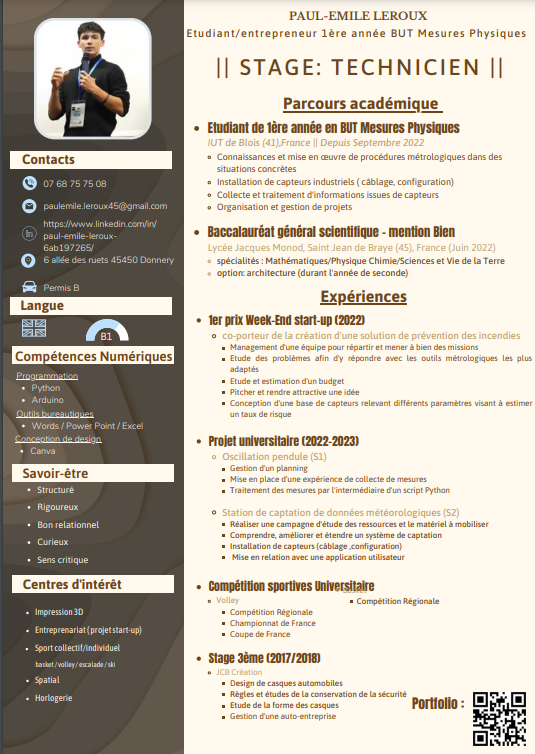 PAUL-EMILE LEROUX
Etudiant/entrepreneur 1ère année BUT Mesures Physiques
|| STAGE: TECHNICIEN ||
Contacts
07 68 75 75 08
paulemile.leroux45@gmail.com
https://www.linkedin.com/in/
paul-emile-leroux-
6ab197265/
6 allée des ruets 45450 Donnery
Permis B
Langue
B1
Compétences Numériques
Programmation
Python
Arduino
Outils bureautiques
Words / Power Point / Excel
Conception de design
Canva
Savoir-être
Structuré
Rigoureux
Bon relationnel
Curieux
Sens critique
Centres d'intérêt
Impression 3D
Entreprenariat (projet start-up)
Sport collectif/individuel
basket / volley / escalade / ski
Spatial
Horlogerie
Parcours académique
Etudiant de 1ère année en BUT Mesures Physiques
IUT de Blois (41),France || Depuis Septembre 2022
Connaissances et mise en œuvre de procédures métrologiques dans des
situations concrètes
Installation de capteurs industriels ( câblage, configuration)
Collecte et traitement d'informations issues de capteurs
Organisation et gestion de projets
Baccalauréat général scientifique - mention Bien
Lycée Jacques Monod, Saint Jean de Braye (45), France (Juin 2022)
spécialités : Mathématiques/Physique Chimie/Sciences et Vie de la Terre
option: architecture (durant l'année de seconde)
Expériences
1er prix Week-End start-up (2022)
co-porteur de la création d'une solution de prévention des incendies
Management d'une équipe pour répartir et mener à bien des missions
Etude des problèmes afin d'y répondre avec les outils métrologiques les plus
adaptés
Etude et estimation d'un budget
Pitcher et rendre attractive une idée
Conception d'une base de capteurs relevant différents paramètres visant à estimer
un taux de risque
Projet universitaire (2022-2023)
Oscillation pendule (S1)
Gestion d'un planning
Mise en place d'une expérience de collecte de mesures
Traitement des mesures par l'intermédiaire d'un script Python
Station de captation de données météorologiques (S2)
Réaliser une campagne d'étude des ressources et le matériel à mobiliser
Comprendre, améliorer et étendre un système de captation
Installation de capteurs (câblage ,configuration)
Mise en relation avec une application utilisateur
Compétition sportives Universitaire
Volley
Compétition Régionale
Championnat de France
Coupe de France
Compétition Régionale
Stage 3ème (2017/2018)
JCB Création
Design de casques automobiles
Règles et études de la conservation de la sécurité
Etude de la forme des casques
Gestion d'une auto-entreprise
Portfolio :